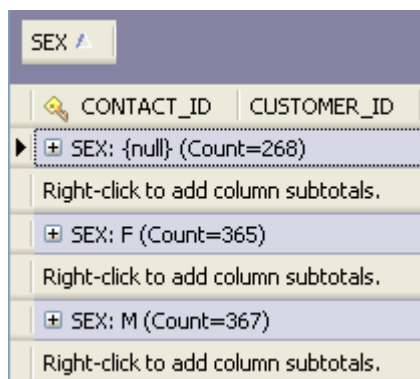 SEX
CONTACT_ID CUSTOMER_ID
SEX: {null} (Count=268)
Right-click to add column subtotals.
SEX: F (Count=365)
Right-click to add column subtotals.
SEX: M (Count=367)
Right-click to add column subtotals.